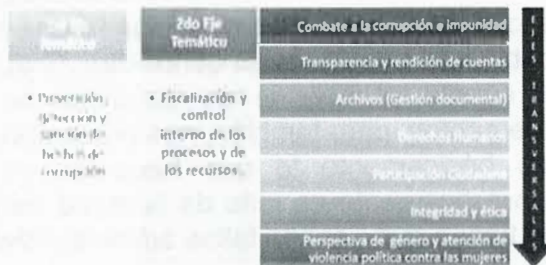 Eje
Temático
• Prevención,
detección y
sanción de
hechos de
corrupción
2do Eje
Temático
• Fiscalización y
control
interno de los
procesos y de
los recursos.
Combate a la corrupción e impunidad
Transparencia y rendición de cuentas
Archivos (Gestión documental)
Derechos Humanos
Participación Ciudadana
Integridad y ética
Perspectiva de género y atención de
violencia política contra las mujeres
EJES TRANSVERSALES